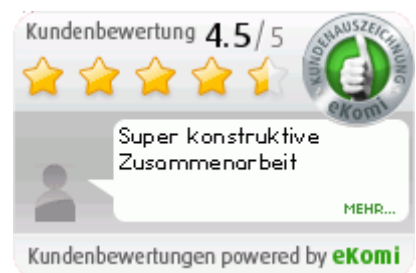 Kundenbewertung 4.5/5
KUNDENAUSZEICHNUNG
eKomi
Super konstruktive
Zusammenarbeit
MEHR...
Kundenbewertungen powered by eKomi